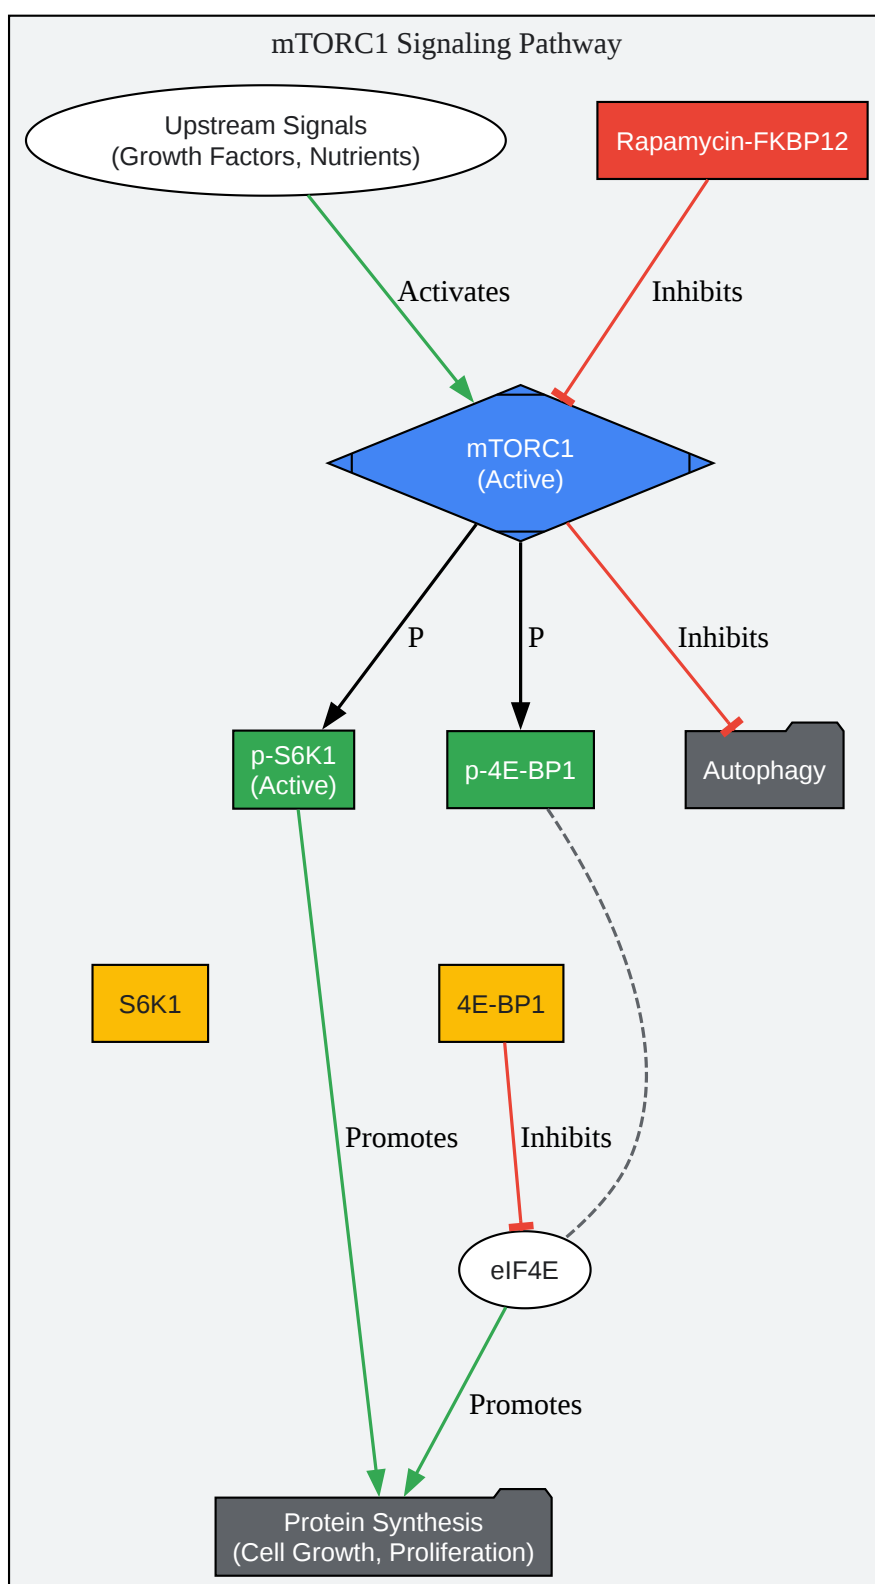 mTORC1 Signaling Pathway
Upstream Signals
(Growth Factors, Nutrients)
Rapamycin-FKBP12
Activates
Inhibits
mTORC1
(Active)
P
P
Inhibits
p-S6K1
(Active)
p-4E-BP1
Autophagy
S6K1
4E-BP1
Promotes
Inhibits
eIF4E
Promotes
Protein Synthesis
(Cell Growth, Proliferation)